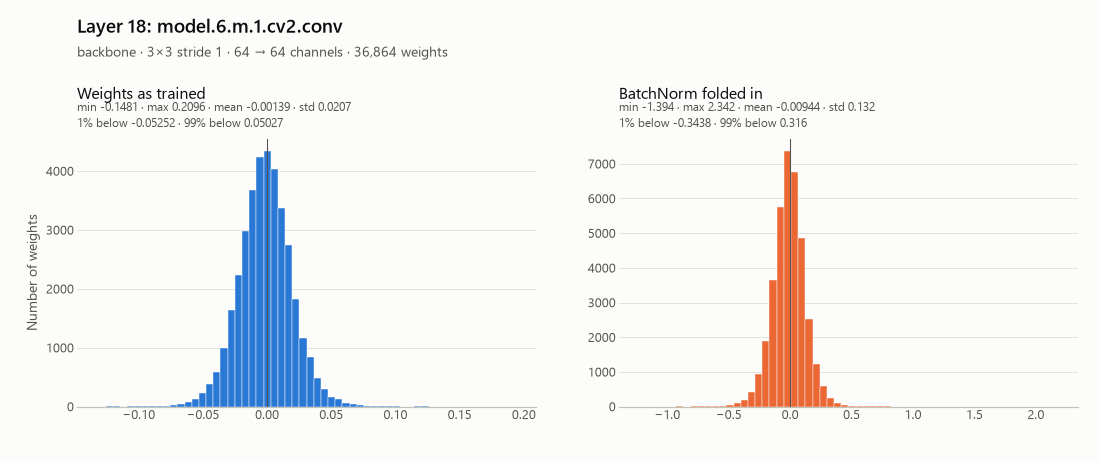 Layer 18: model.6.m.1.cv2.conv
backbone · 3×3 stride 1 · 64 → 64 channels · 36,864 weights
Weights as trained
min -0.1481 · max 0.2096 · mean -0.00139 · std 0.0207
1% below -0.05252 · 99% below 0.05027
Number of weights
4000
3000
2000
1000
0
−0.10 −0.05 0.00 0.05 0.10 0.15 0.20
BatchNorm folded in
min -1.394 · max 2.342 · mean -0.00944 · std 0.132
1% below -0.3438 · 99% below 0.316
7000
6000
5000
4000
3000
2000
1000
0
−1.0 −0.5 0.0 0.5 1.0 1.5 2.0